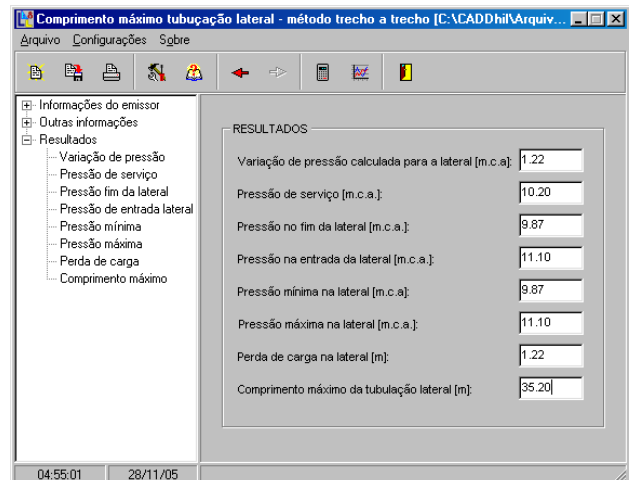 Comprimento máximo tubuçação lateral - método trecho a trecho [C:\CADDhil\Arquiv...
Arquivo Configurações Sobre
Informações do emissor
Outras informações
Resultados
Variação de pressão
Pressão de serviço
Pressão fim da lateral
Pressão de entrada lateral
Pressão mínima
Pressão máxima
Perda de carga
Comprimento máximo
RESULTADOS
Variação de pressão calculada para a lateral [m.c.a]: 1.22
Pressão de serviço [m.c.a.]: 10.20
Pressão no fim da lateral [m.c.a.]: 9.87
Pressão na entrada da lateral [m.c.a.]: 11.10
Pressão mínima na lateral [m.c.a]: 9.87
Pressão máxima na lateral [m.c.a.]: 11.10
Perda de carga na lateral [m]: 1.22
Comprimento máximo da tubulação lateral [m]: 35.20
04:55:01 28/11/05